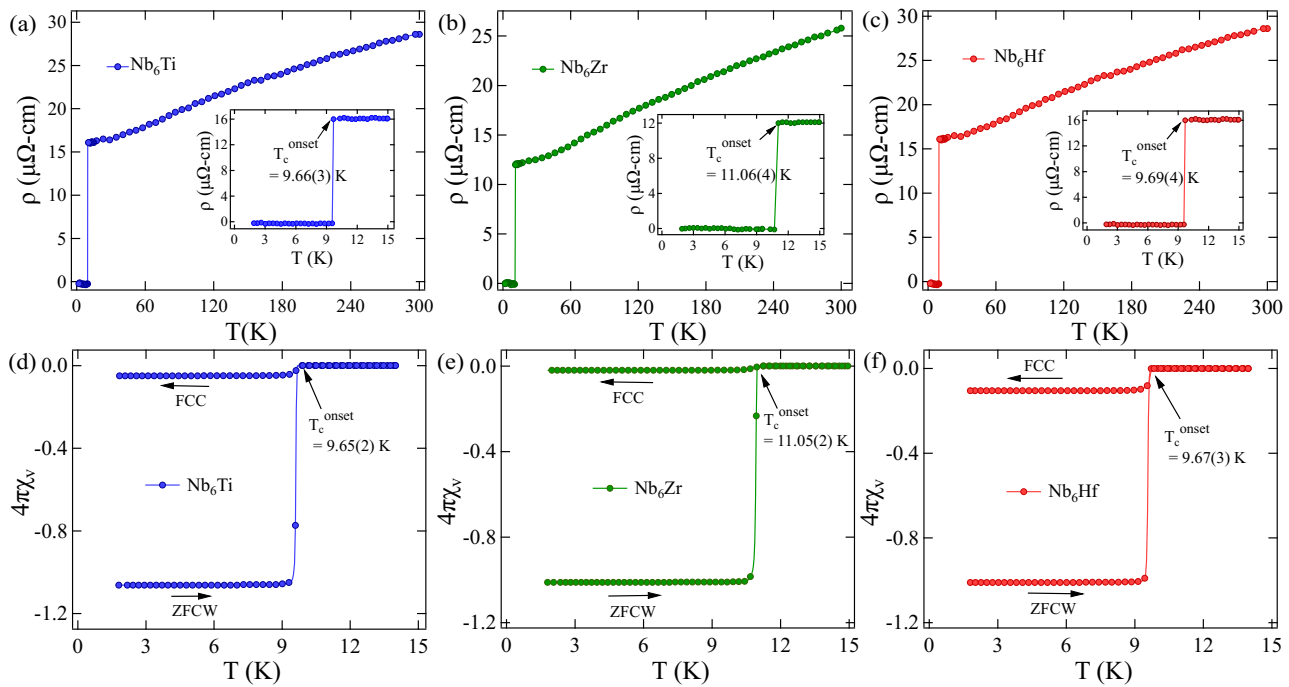 (a)
30
25
20
15
10
5
0
ρ (μΩ-cm)
Nb₆Ti
16
12
8
4
0
ρ (μΩ-cm)
T_c^onset
= 9.66(3) K
0 3 6 9 12 15
T (K)
0 60 120 180 240 300
T(K)
(b)
25
20
15
10
5
0
ρ (μΩ-cm)
Nb₆Zr
12
8
4
0
ρ (μΩ-cm)
T_c^onset
= 11.06(4) K
0 3 6 9 12 15
T (K)
0 60 120 180 240 300
T (K)
(c)
30
25
20
15
10
5
0
ρ (μΩ-cm)
Nb₆Hf
16
12
8
4
0
ρ (μΩ-cm)
T_c^onset
= 9.69(4) K
0 3 6 9 12 15
T (K)
0 60 120 180 240 300
T (K)
(d)
0.0
-0.4
-0.8
-1.2
4πχᵥ
FCC
T_c^onset
= 9.65(2) K
Nb₆Ti
ZFCW
0 3 6 9 12 15
T (K)
(e)
0.0
-0.4
-0.8
-1.2
4πχᵥ
FCC
T_c^onset
= 11.05(2) K
Nb₆Zr
ZFCW
0 3 6 9 12 15
T (K)
(f)
0.0
-0.4
-0.8
-1.2
4πχᵥ
FCC
T_c^onset
= 9.67(3) K
Nb₆Hf
ZFCW
0 3 6 9 12 15
T (K)